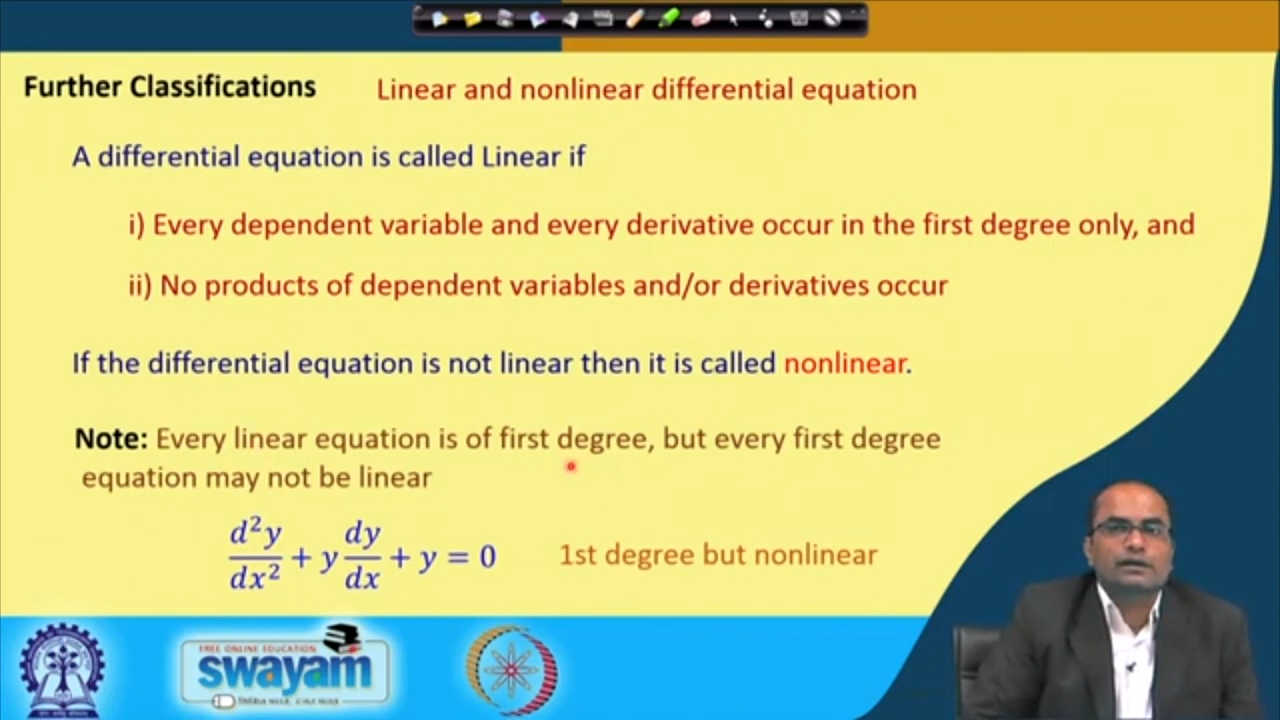 Further Classifications Linear and nonlinear differential equation
A differential equation is called Linear if
i) Every dependent variable and every derivative occur in the first degree only, and
ii) No products of dependent variables and/or derivatives occur
If the differential equation is not linear then it is called nonlinear.
Note: Every linear equation is of first degree, but every first degree
equation may not be linear
d²y/dx² + y dy/dx + y = 0 1st degree but nonlinear
FREE ONLINE EDUCATION
swayam